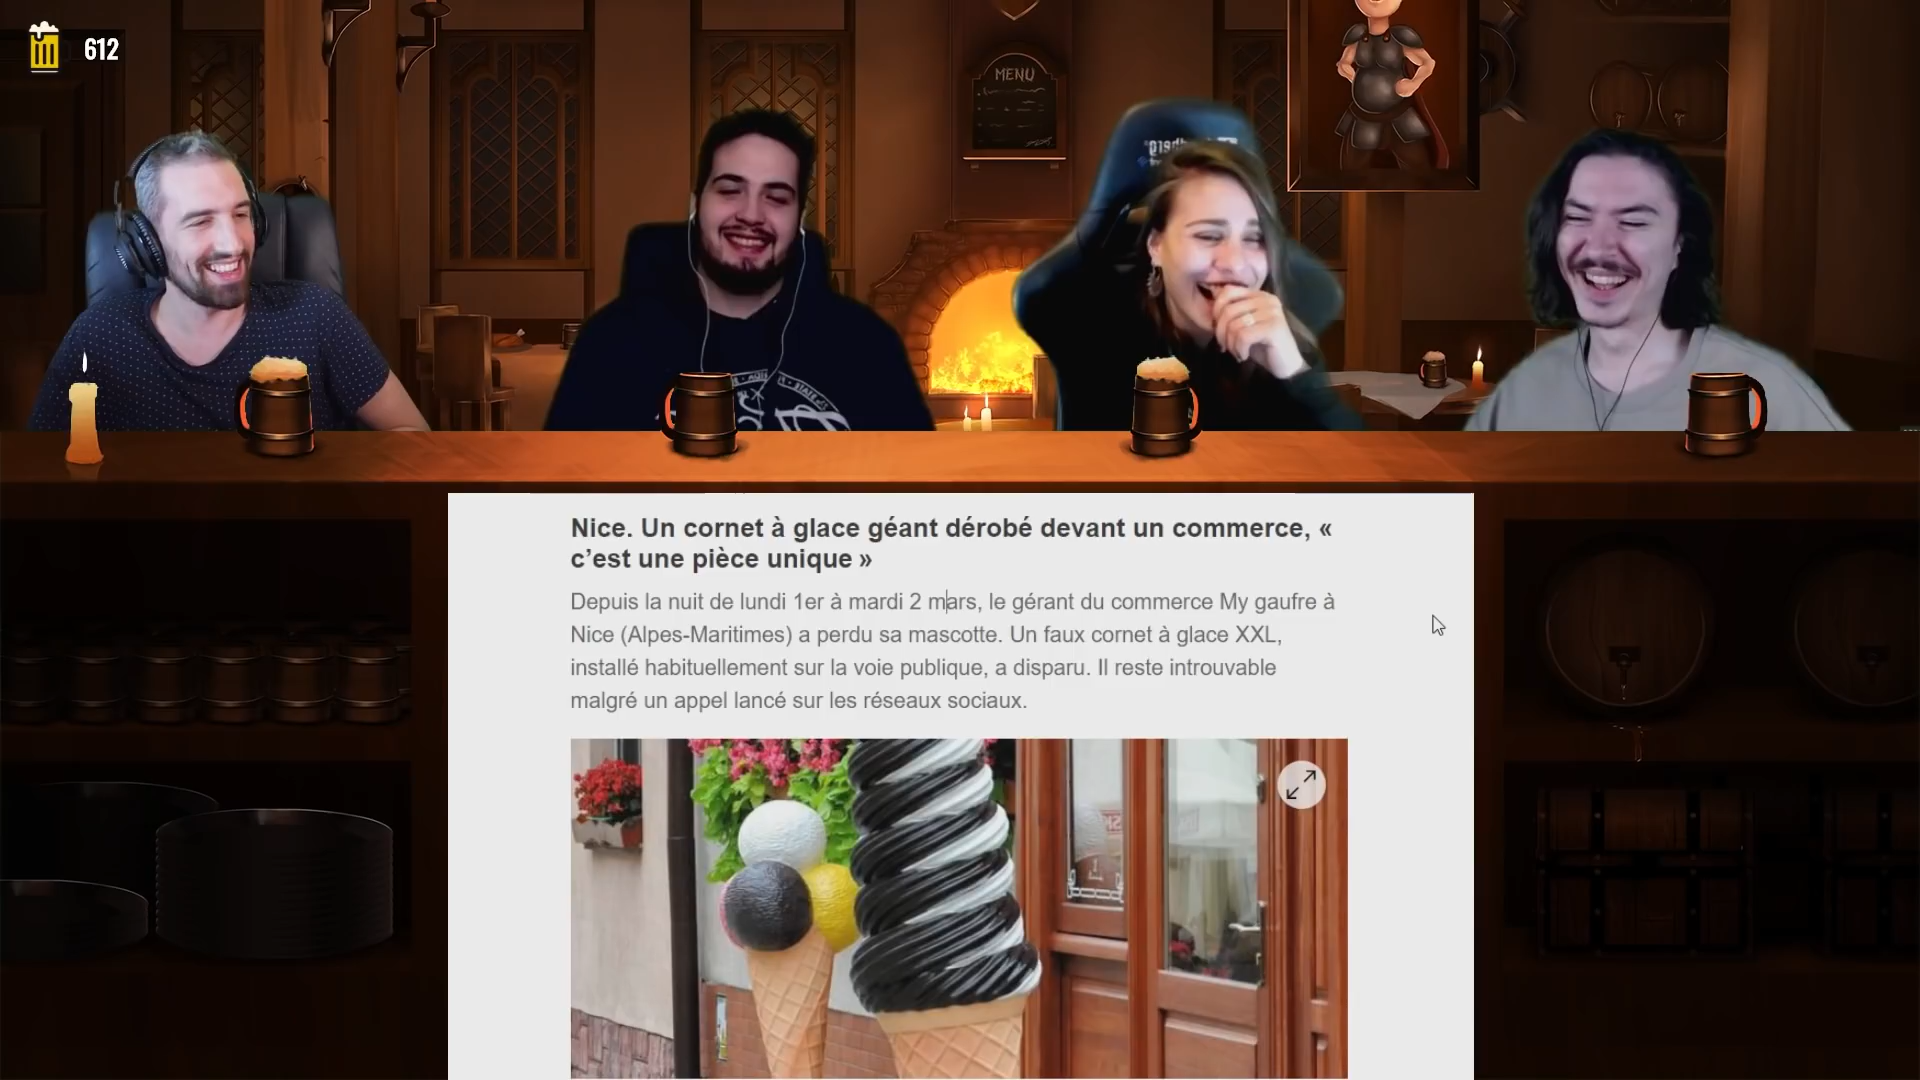 612
MENU
Nice. Un cornet à glace géant dérobé devant un commerce, «
c’est une pièce unique »
Depuis la nuit de lundi 1er à mardi 2 mars, le gérant du commerce My gaufre à
Nice (Alpes-Maritimes) a perdu sa mascotte. Un faux cornet à glace XXL,
installé habituellement sur la voie publique, a disparu. Il reste introuvable
malgré un appel lancé sur les réseaux sociaux.